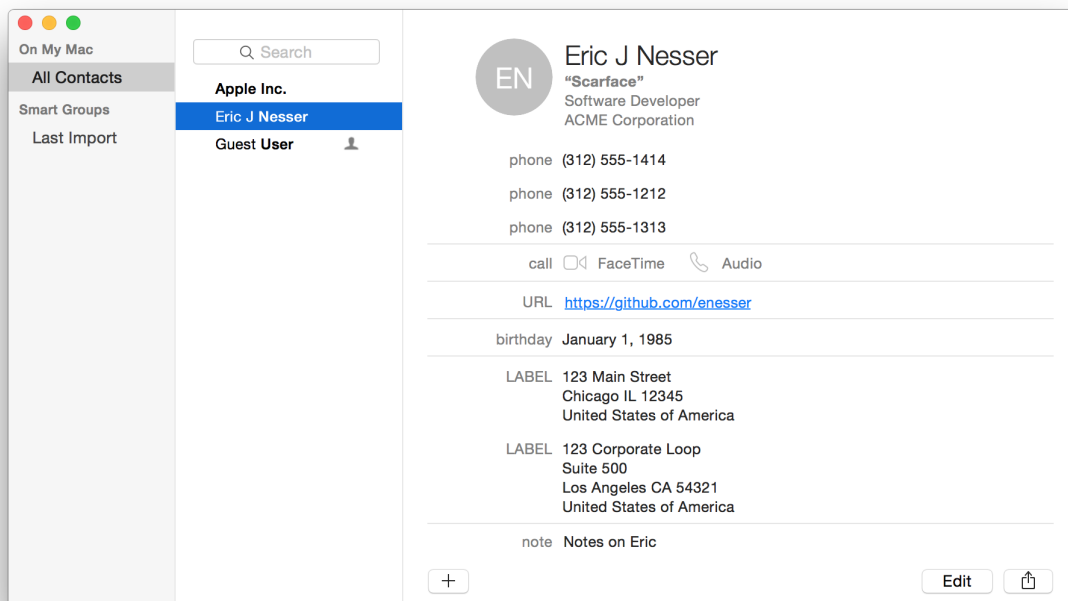 On My Mac
All Contacts
Smart Groups
Last Import
Search
Apple Inc.
Eric J Nesser
Guest User
EN
Eric J Nesser
“Scarface”
Software Developer
ACME Corporation
phone (312) 555-1414
phone (312) 555-1212
phone (312) 555-1313
call FaceTime Audio
URL https://github.com/enesser
birthday January 1, 1985
LABEL 123 Main Street
Chicago IL 12345
United States of America
LABEL 123 Corporate Loop
Suite 500
Los Angeles CA 54321
United States of America
note Notes on Eric
+ Edit